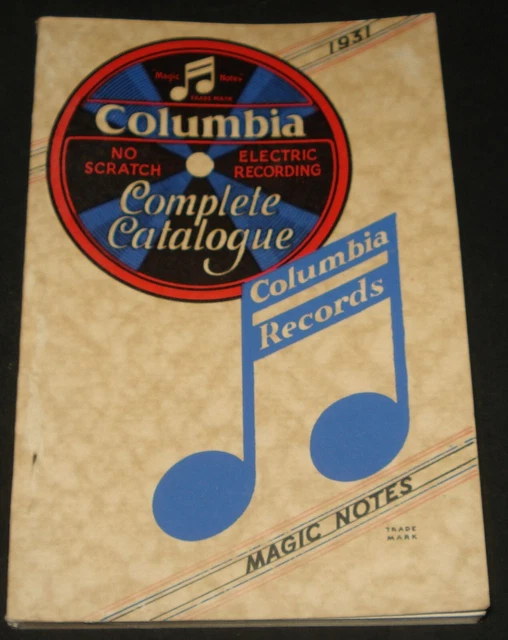 1931
Magic Notes
TRADE MARK
Columbia
NO SCRATCH
ELECTRIC RECORDING
Complete
Catalogue
Columbia
Records
MAGIC NOTES
TRADE
MARK